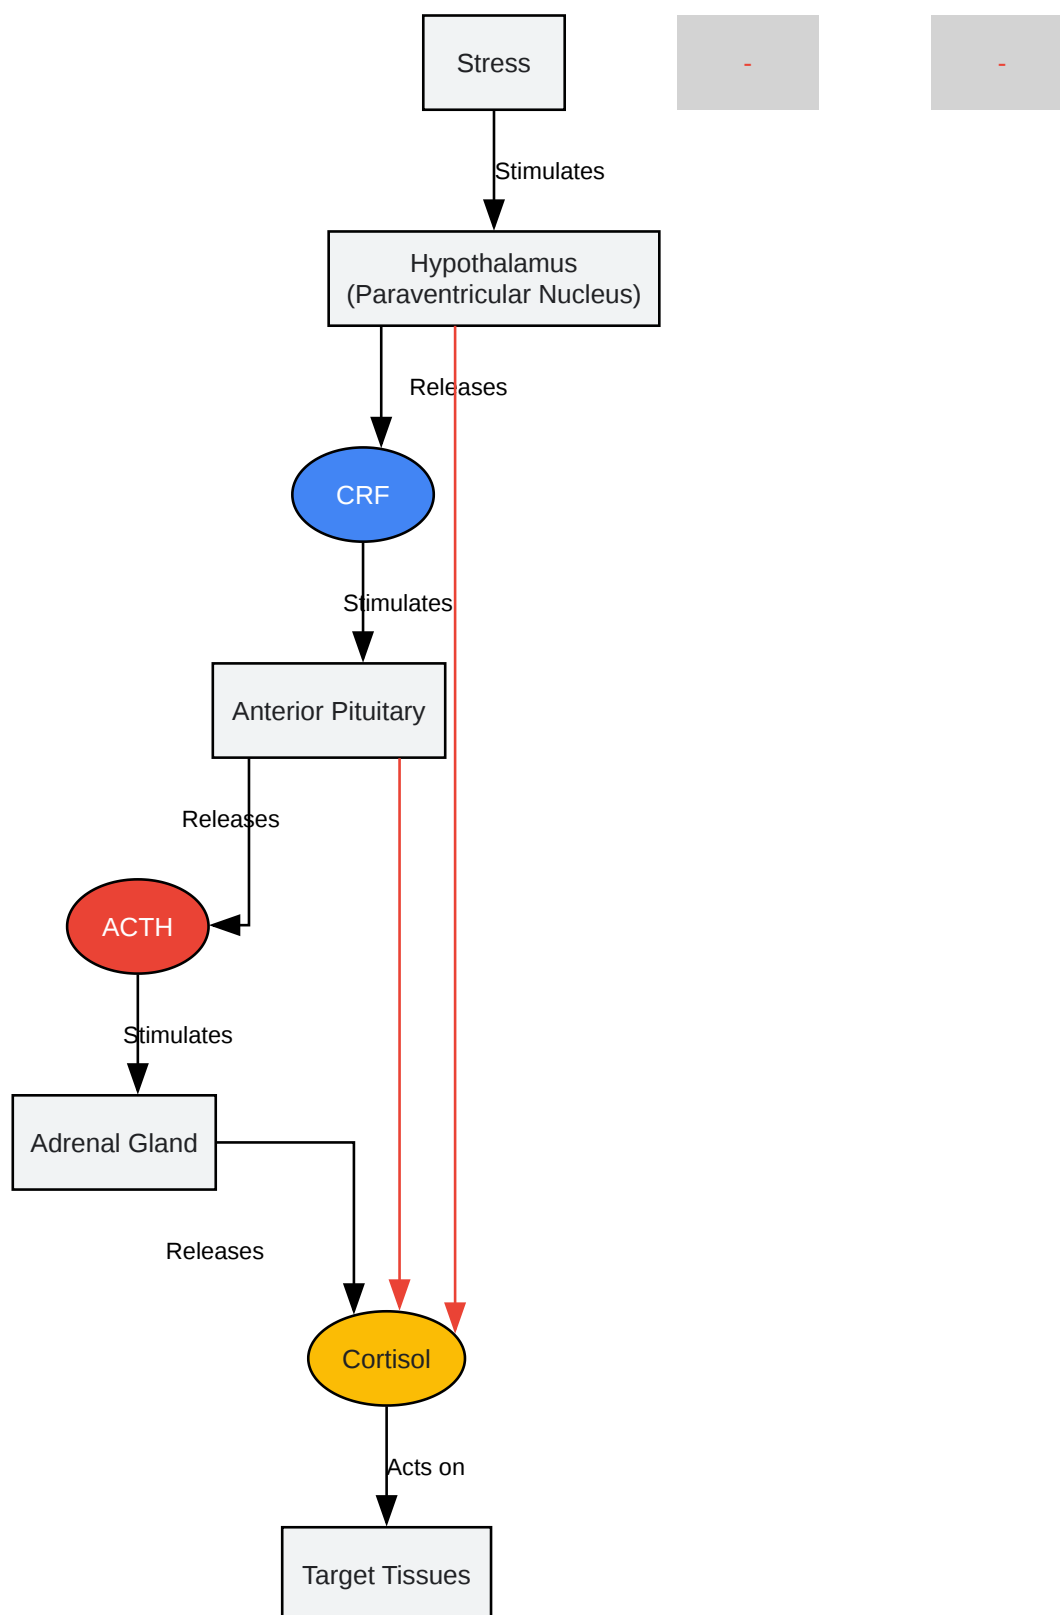 Stress
-
-
Stimulates
Hypothalamus
(Paraventricular Nucleus)
Releases
CRF
Stimulates
Anterior Pituitary
Releases
ACTH
Stimulates
Adrenal Gland
Releases
Cortisol
Acts on
Target Tissues